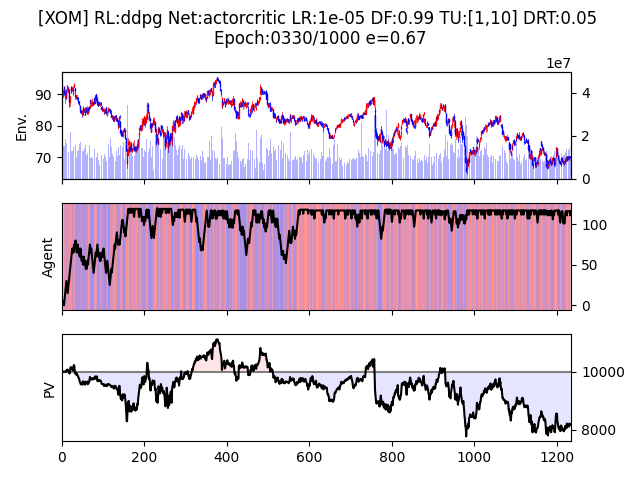 [XOM] RL:ddpg Net:actorcritic LR:1e-05 DF:0.99 TU:[1,10] DRT:0.05
Epoch:0330/1000 e=0.67
1e7
Env.
90
80
70
4
2
0
Agent
100
50
0
PV
10000
8000
0 200 400 600 800 1000 1200